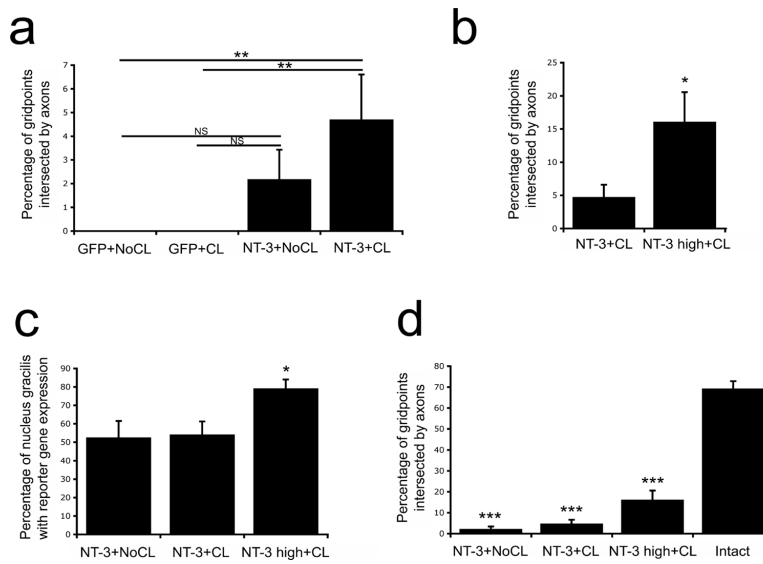 a
Percentage of gridpoints
intersected by axons
7
6
5
4
3
2
1
0
**
**
NS
NS
GFP+NoCL GFP+CL NT-3+NoCL NT-3+CL
b
Percentage of gridpoints
intersected by axons
25
20
15
10
5
0
*
NT-3+CL NT-3 high+CL
c
Percentage of nucleus gracilis
with reporter gene expression
90
80
70
60
50
40
30
20
10
0
*
NT-3+NoCL NT-3+CL NT-3 high+CL
d
Percentage of gridpoints
intersected by axons
80
70
60
50
40
30
20
10
0
*** *** ***
NT-3+NoCL NT-3+CL NT-3 high+CL Intact